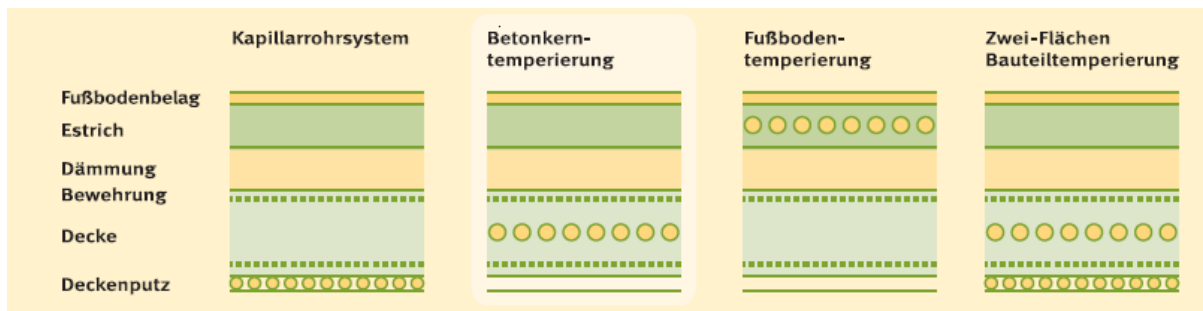 Kapillarrohrsystem
Betonkern-
temperierung
Fußboden-
temperierung
Zwei-Flächen
Bauteiltemperierung
Fußbodenbelag
Estrich
Dämmung
Bewehrung
Decke
Deckenputz